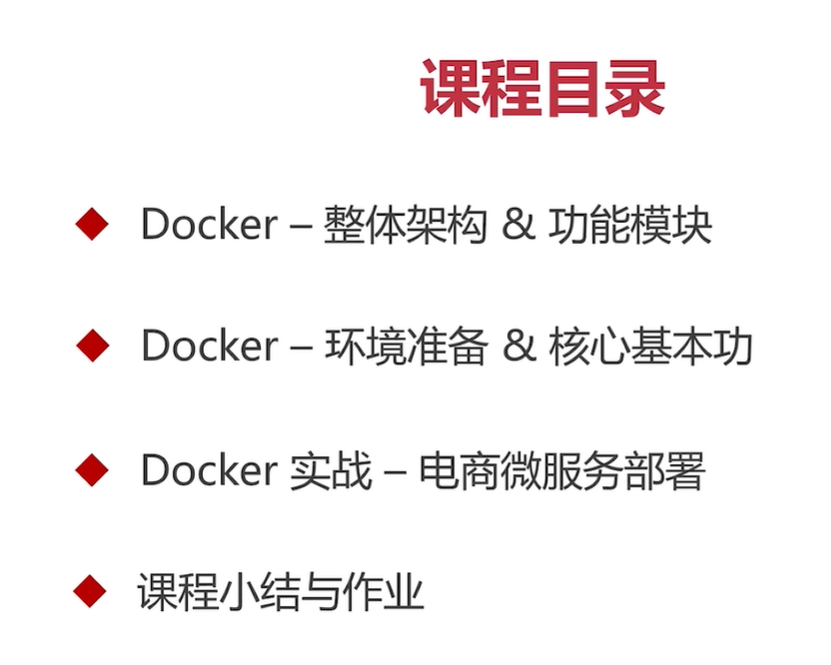 课程目录
Docker – 整体架构 & 功能模块
Docker – 环境准备 & 核心基本功
Docker 实战 – 电商微服务部署
课程小结与作业